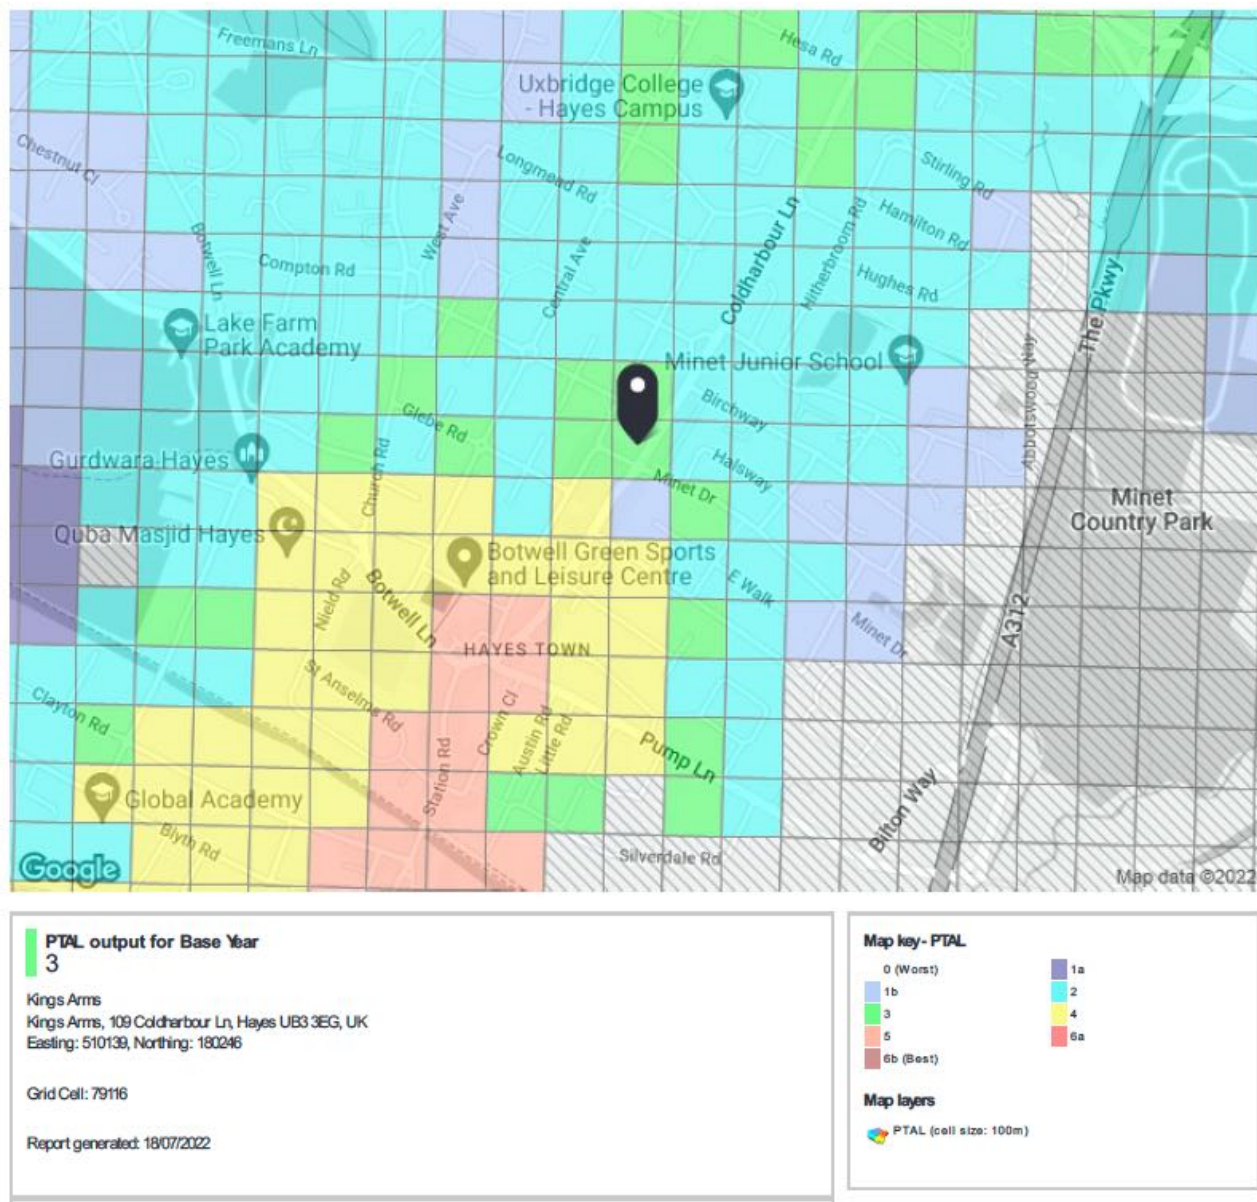 Freemans Ln
Hesa Rd
Uxbridge College
- Hayes Campus
Chestnut Cl
Longmead Rd
Stirling Rd
Botwell Ln
West Ave
Hamilton Rd
Compton Rd
Central Ave
Coldharbour Ln
Hitherbroom Rd
Hughes Rd
The Pkwy
Lake Farm
Park Academy
Minet Junior School
Abbotswood Way
Birchway
Glebe Rd
Church Rd
Gurdwara Hayes
Halsway
Minet Dr
Minet
Country Park
Quba Masjid Hayes
Botwell Green Sports
and Leisure Centre
E Walk
Nield Rd
Botwell Ln
A312
Minet Dr
HAYES TOWN
St Anselms Rd
Clayton Rd
Crown Cl
Austin Rd
Little Rd
Pump Ln
Station Rd
Global Academy
Bilton Way
Blyth Rd
Silverdale Rd
Google
Map data ©2022
PTAL output for Base Year
3
Kings Arms
Kings Arms, 109 Coldharbour Ln, Hayes UB3 3EG, UK
Easting: 510139, Northing: 180246
Grid Cell: 79116
Report generated: 18/07/2022
Map key - PTAL
0 (Worst)
1a
1b
2
3
4
5
6a
6b (Best)
Map layers
PTAL (cell size: 100m)